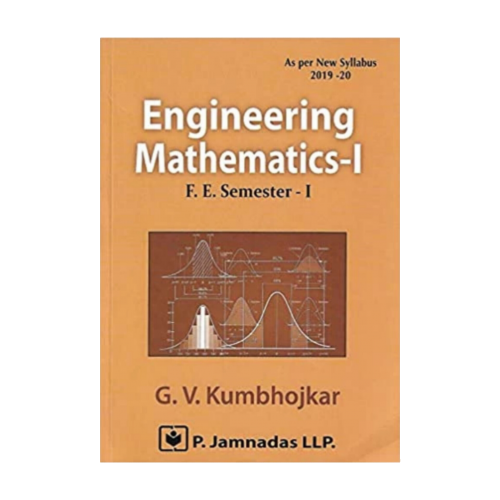 As per New Syllabus
2019 -20
Engineering
Mathematics-I
F. E. Semester - I
G. V. Kumbhojkar
P. Jamnadas LLP.